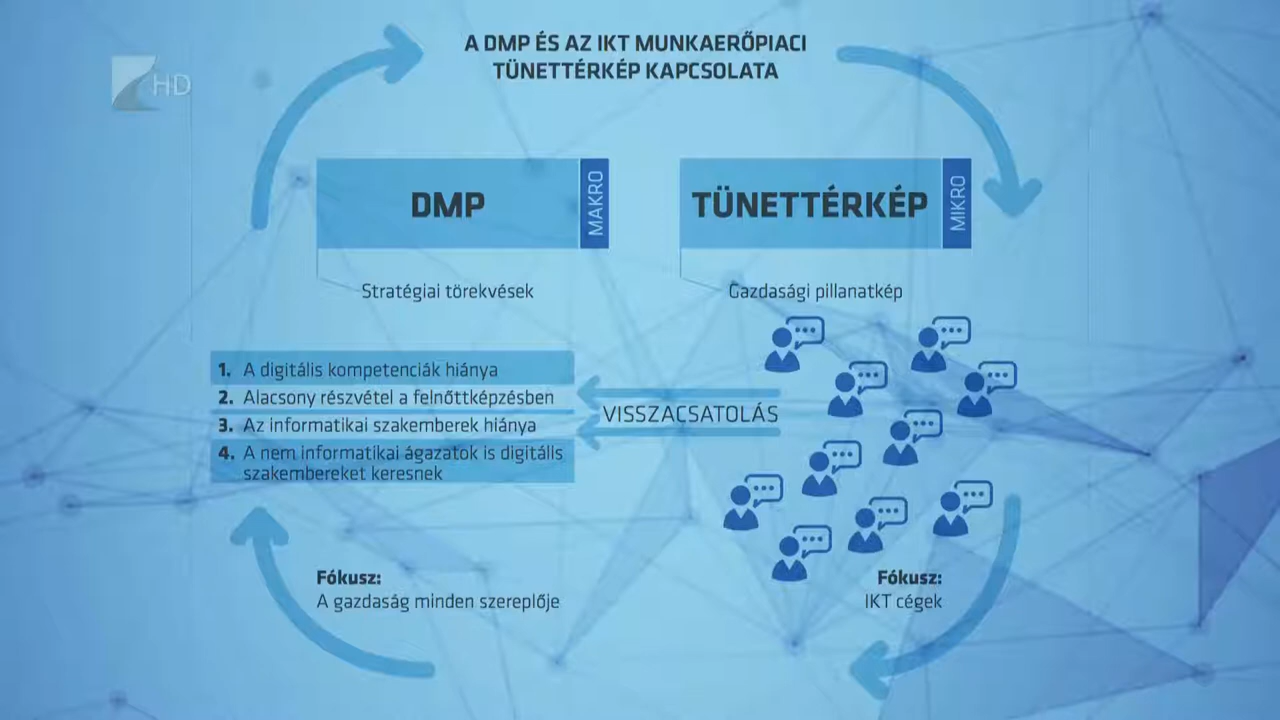 A DMP ÉS AZ IKT MUNKAERŐPIACI
TÜNETTÉRKÉP KAPCSOLATA
HD
DMP
MAKRO
TÜNETTÉRKÉP
MIKRO
Stratégiai törekvések
Gazdasági pillanatkép
1. A digitális kompetenciák hiánya
2. Alacsony részvétel a felnőttképzésben
3. Az informatikai szakemberek hiánya
4. A nem informatikai ágazatok is digitális
szakembereket keresnek
VISSZACSATOLÁS
Fókusz:
A gazdaság minden szereplője
Fókusz:
IKT cégek